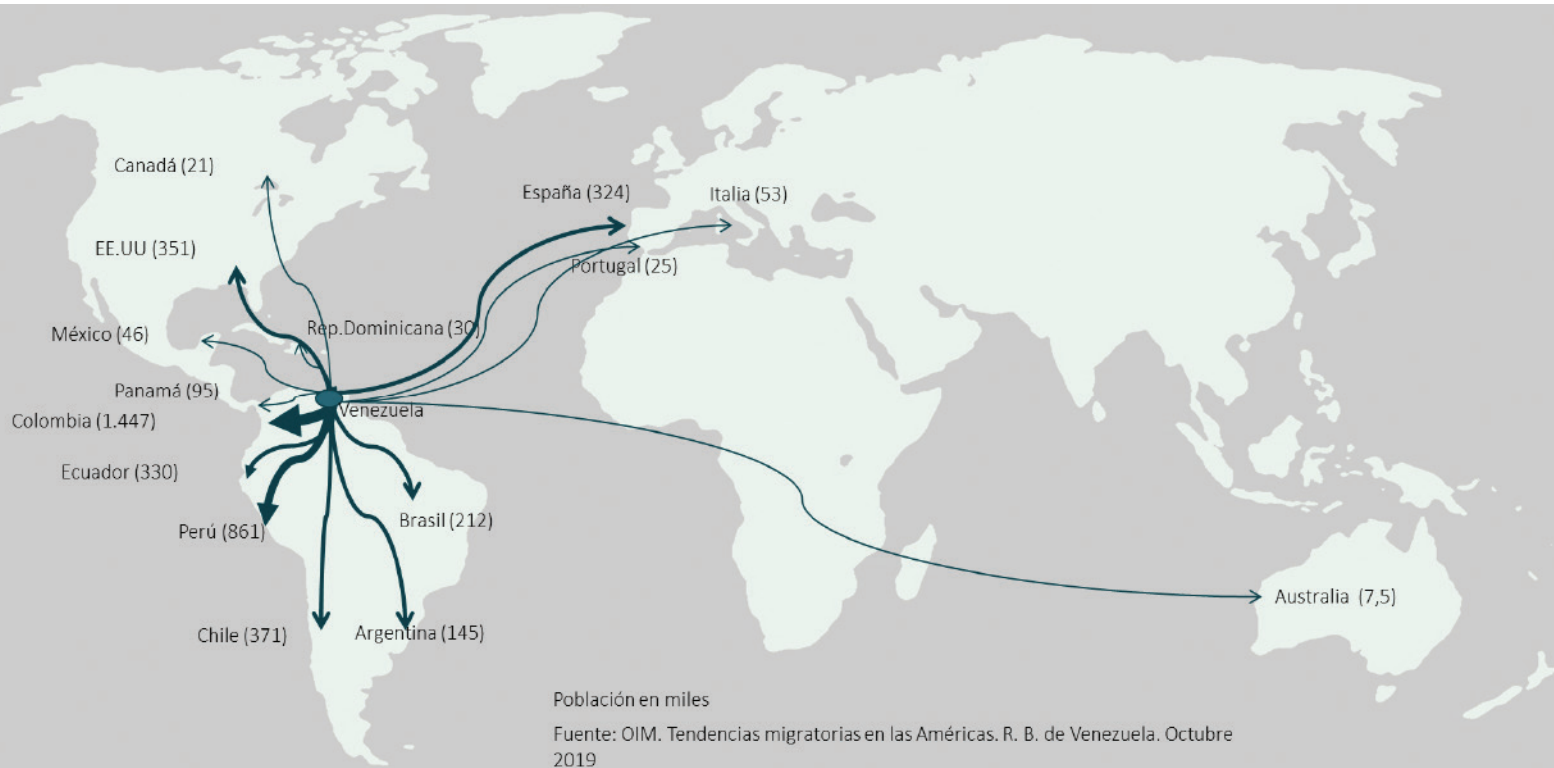 Canadá (21)
España (324)
Italia (53)
EE.UU (351)
Portugal (25)
Rep.Dominicana (30)
México (46)
Panamá (95)
Venezuela
Colombia (1.447)
Ecuador (330)
Brasil (212)
Perú (861)
Australia (7,5)
Chile (371)
Argentina (145)
Población en miles
Fuente: OIM. Tendencias migratorias en las Américas. R. B. de Venezuela. Octubre
2019